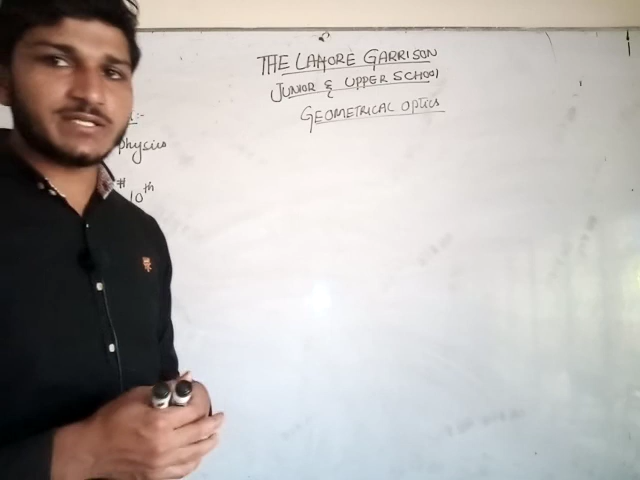 THE LAHORE GARRISON
JUNIOR & UPPER SCHOOL
GEOMETRICAL OPTICS
:-
Physics
#
10th